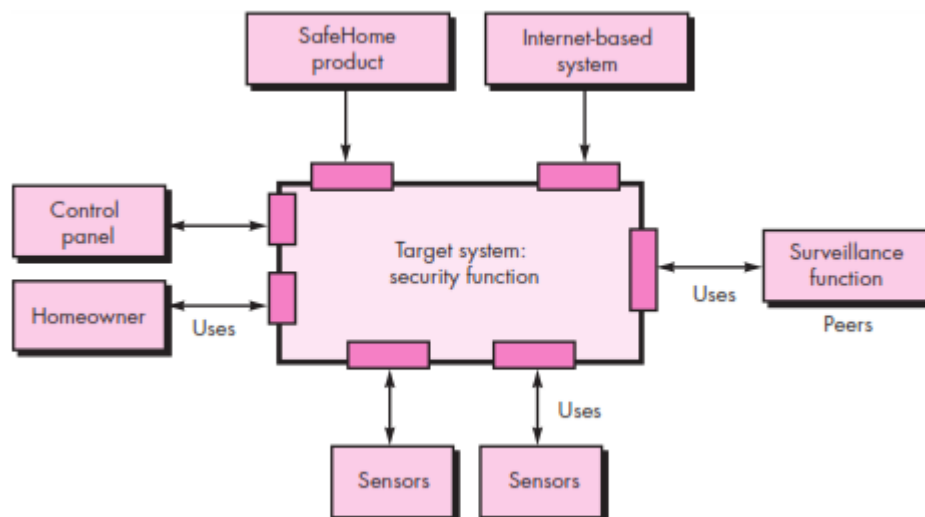 SafeHome
product
Internet-based
system
Control
panel
Target system:
security function
Surveillance
function
Homeowner
Uses
Uses
Peers
Uses
Sensors
Sensors